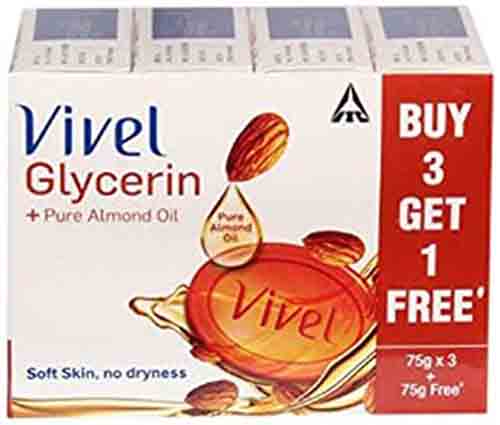 Vivel
Glycerin
+ Pure Almond Oil
Pure
Almond
Oil
Vivel
Soft Skin, no dryness
ITC
BUY
3
GET
1
FREE*
75g x 3
+
75g Free*